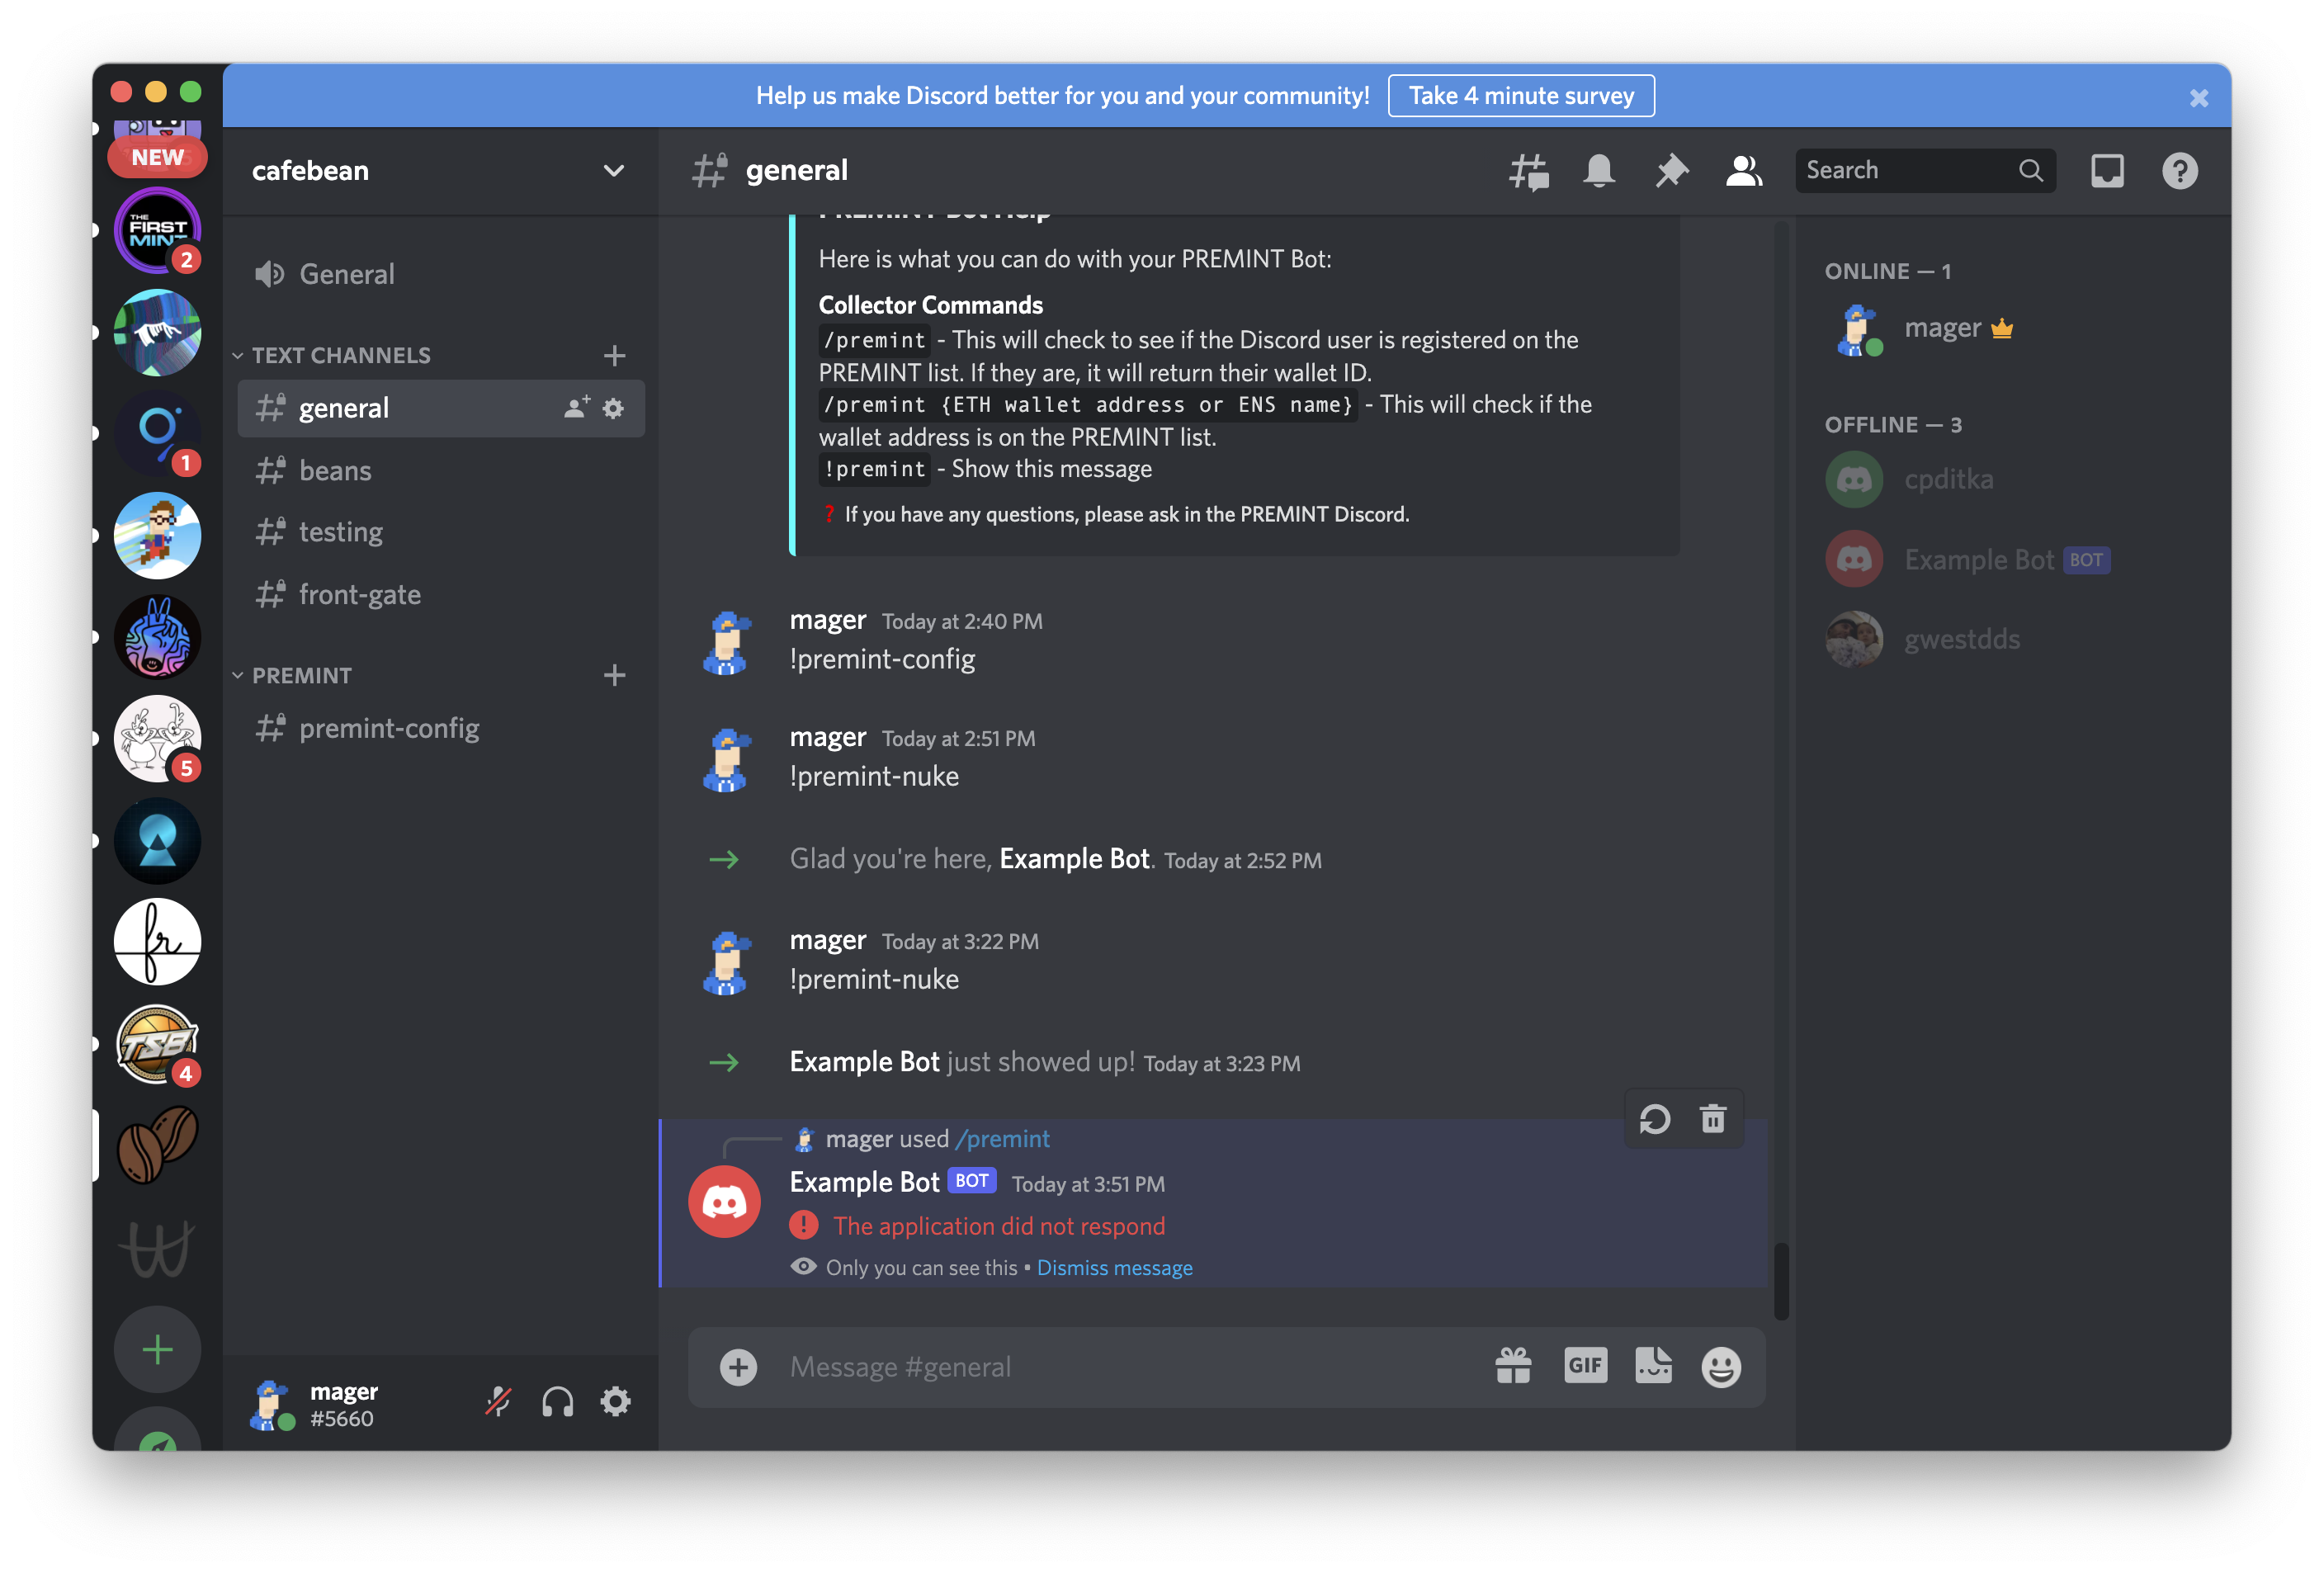 Help us make Discord better for you and your community! Take 4 minute survey
NEW
THE
FIRST
MINT
2
1
5
TSB
4
cafebean
General
TEXT CHANNELS
general
beans
testing
front-gate
PREMINT
premint-config
mager
#5660
general
Search
PREMINT Bot Help
Here is what you can do with your PREMINT Bot:
Collector Commands
/premint - This will check to see if the Discord user is registered on the
PREMINT list. If they are, it will return their wallet ID.
/premint {ETH wallet address or ENS name} - This will check if the
wallet address is on the PREMINT list.
!premint - Show this message
❓ If you have any questions, please ask in the PREMINT Discord.
mager Today at 2:40 PM
!premint-config
mager Today at 2:51 PM
!premint-nuke
Glad you're here, Example Bot. Today at 2:52 PM
mager Today at 3:22 PM
!premint-nuke
Example Bot just showed up! Today at 3:23 PM
mager used /premint
Example Bot BOT Today at 3:51 PM
The application did not respond
Only you can see this • Dismiss message
Message #general
GIF
ONLINE — 1
mager
OFFLINE — 3
cpditka
Example Bot BOT
gwestdds